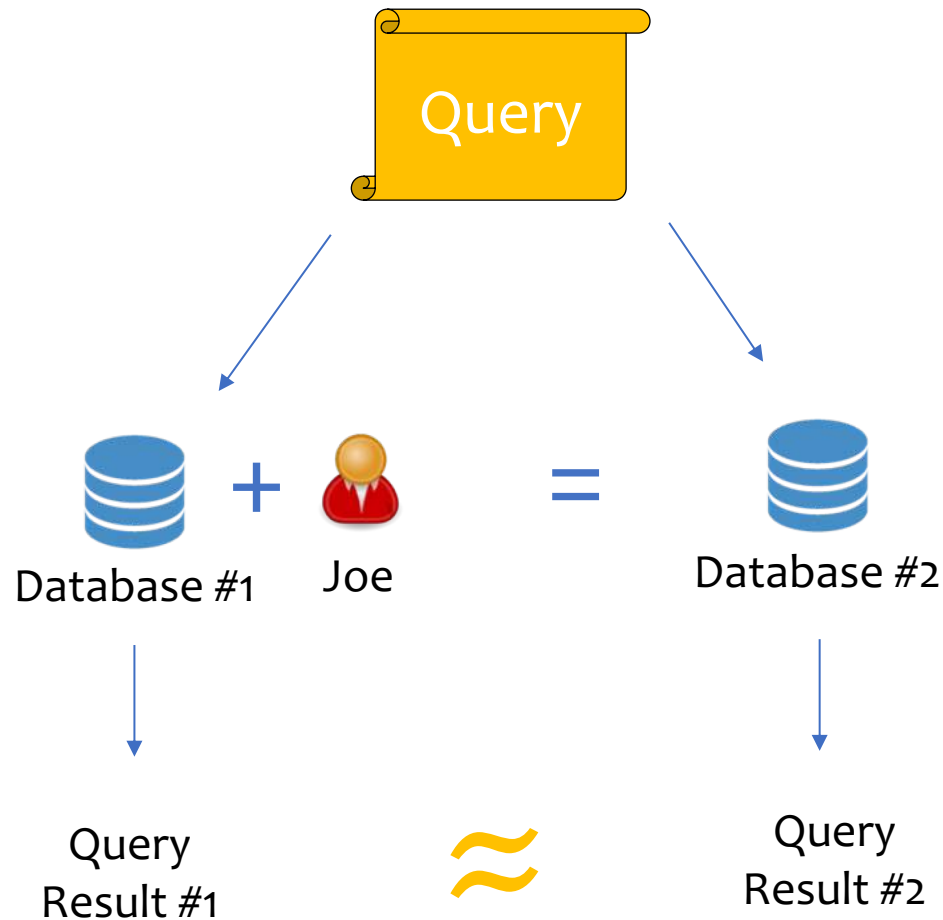 Query
+
=
Database #1
Joe
Database #2
Query
Result #1
≈
Query
Result #2